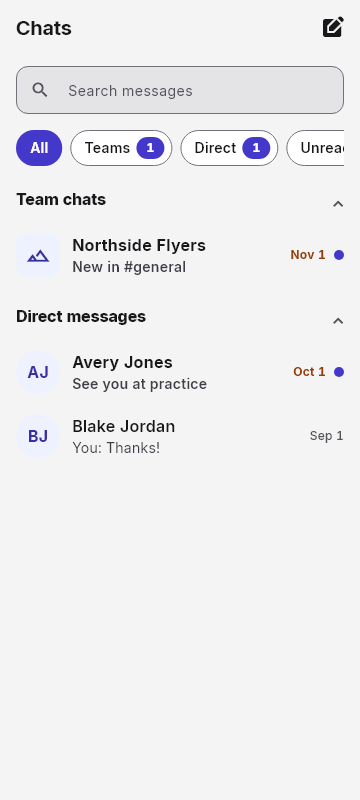 Chats
Search messages
All
Teams 1
Direct 1
Team chats
Northside Flyers
New in #general
Nov 1
Direct messages
AJ
Avery Jones
See you at practice
Oct 1
BJ
Blake Jordan
You: Thanks!
Sep 1